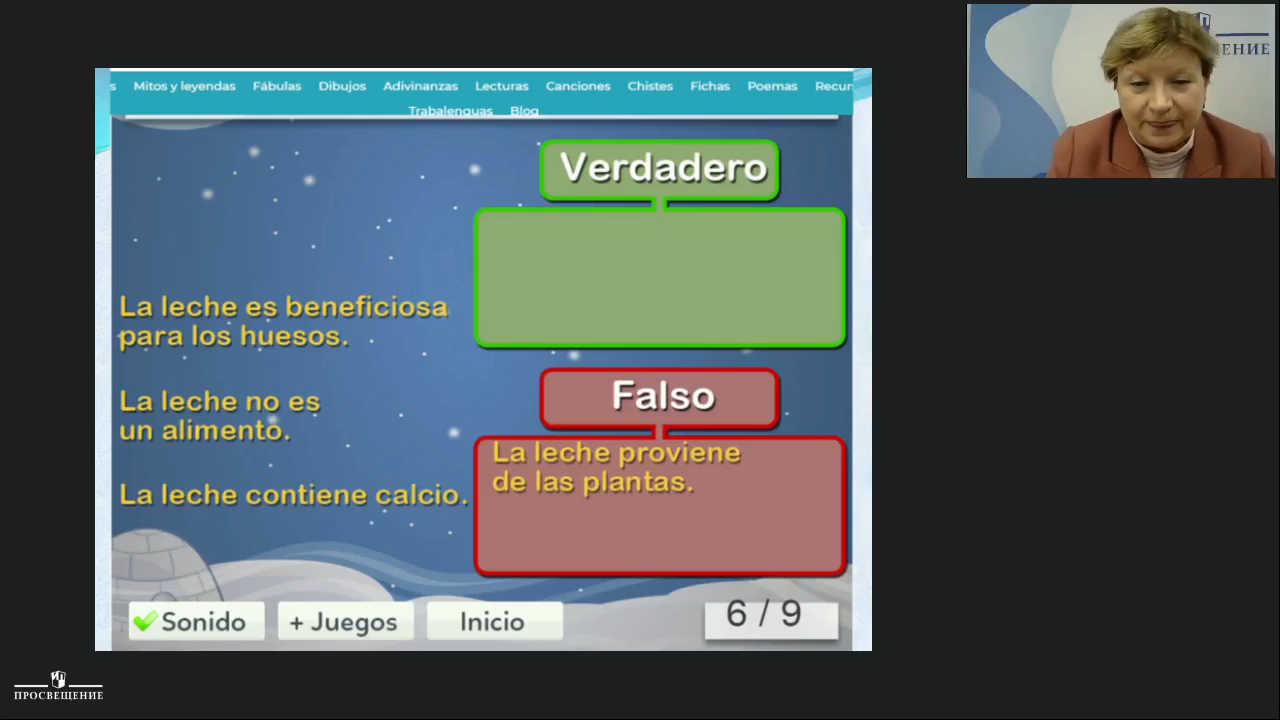 s Mitos y leyendas Fábulas Dibujos Adivinanzas Lecturas Canciones Chistes Fichas Poemas Recur
Trabalenguas Blog
Verdadero
La leche es beneficiosa
para los huesos.
La leche no es
un alimento.
La leche contiene calcio.
Falso
La leche proviene
de las plantas.
Sonido
+ Juegos
Inicio
6 / 9
ЩЕНИЕ
ПРОСВЕЩЕНИЕ